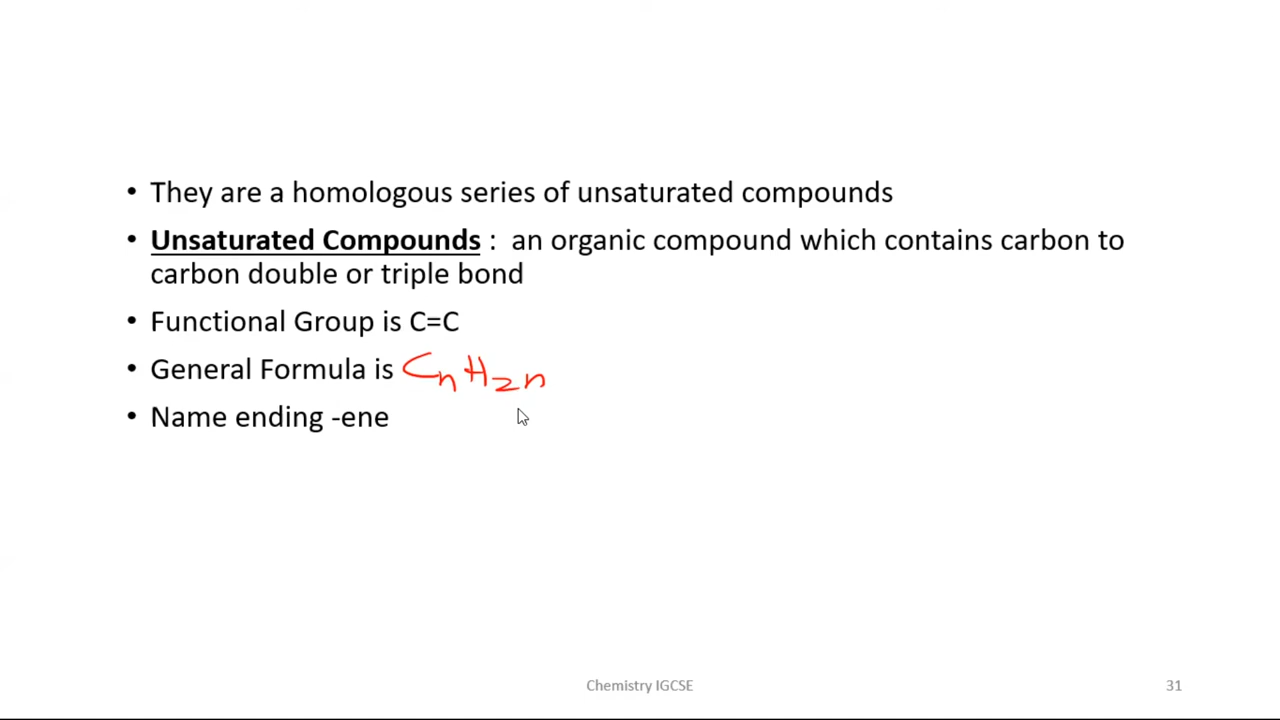 • They are a homologous series of unsaturated compounds
• Unsaturated Compounds : an organic compound which contains carbon to
carbon double or triple bond
• Functional Group is C=C
• General Formula is CnH2n
• Name ending -ene
Chemistry IGCSE
31